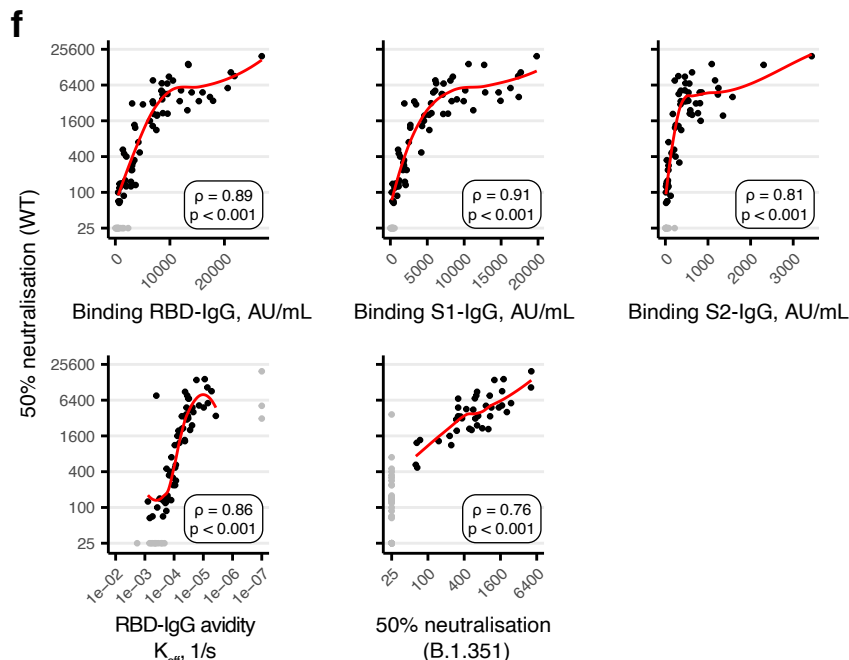 f
50% neutralisation (WT)
25600
6400
1600
400
100
25
ρ = 0.89
p < 0.001
0
10000
20000
Binding RBD-IgG, AU/mL
ρ = 0.91
p < 0.001
0
5000
10000
15000
20000
Binding S1-IgG, AU/mL
ρ = 0.81
p < 0.001
0
1000
2000
3000
Binding S2-IgG, AU/mL
25600
6400
1600
400
100
25
ρ = 0.86
p < 0.001
1e−02
1e−03
1e−04
1e−05
1e−06
1e−07
RBD-IgG avidity
Koff, 1/s
ρ = 0.76
p < 0.001
25
100
400
1600
6400
50% neutralisation
(B.1.351)